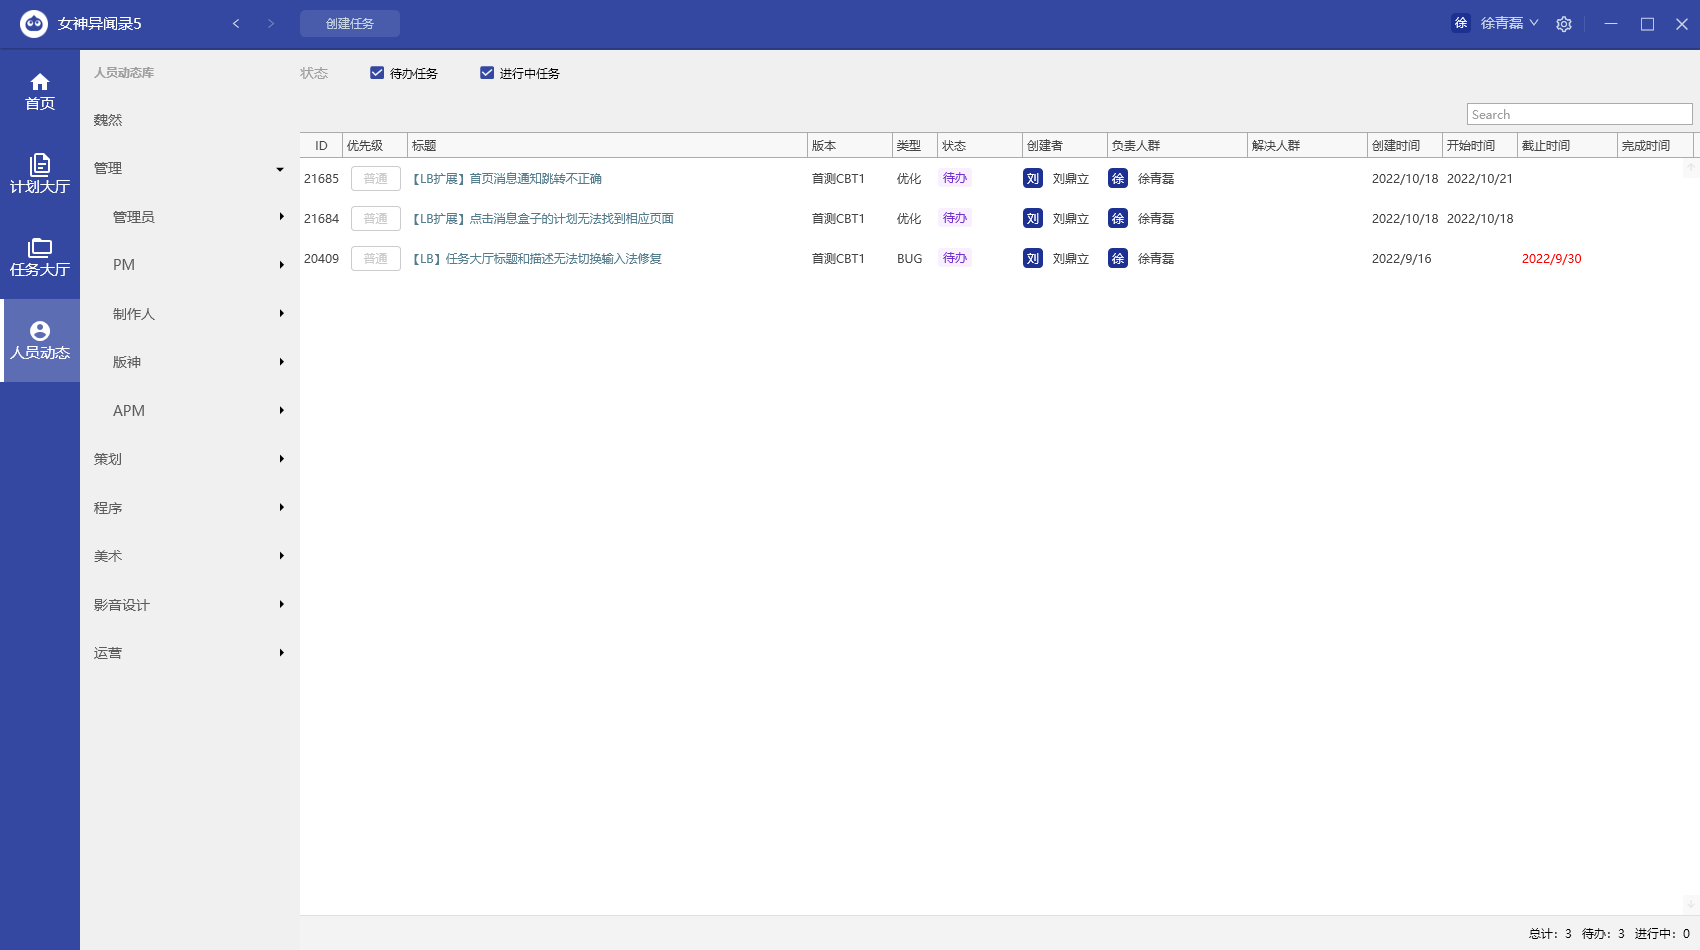 女神异闻录5
创建任务
徐 徐青磊
首页
计划大厅
任务大厅
人员动态
人员动态库
魏然
管理
管理员
PM
制作人
版神
APM
策划
程序
美术
影音设计
运营
状态 待办任务 进行中任务
Search
ID 优先级 标题 版本 类型 状态 创建者 负责人群 解决人群 创建时间 开始时间 截止时间 完成时间
21685 普通 【LB扩展】首页消息通知跳转不正确 首测CBT1 优化 待办 刘 刘鼎立 徐 徐青磊 2022/10/18 2022/10/21
21684 普通 【LB扩展】点击消息盒子的计划无法找到相应页面 首测CBT1 优化 待办 刘 刘鼎立 徐 徐青磊 2022/10/18 2022/10/18
20409 普通 【LB】任务大厅标题和描述无法切换输入法修复 首测CBT1 BUG 待办 刘 刘鼎立 徐 徐青磊 2022/9/16 2022/9/30
总计：3 待办：3 进行中：0